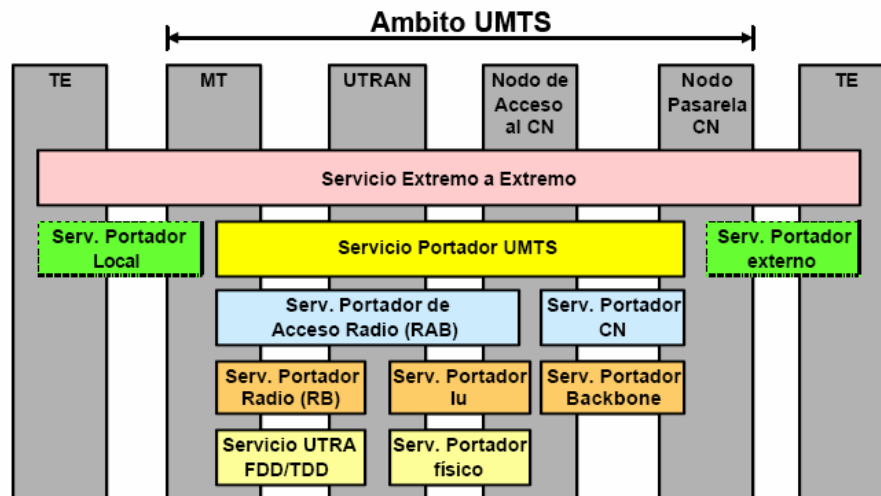 Ambito UMTS
TE
MT
UTRAN
Nodo de
Acceso
al CN
Nodo
Pasarela
CN
TE
Servicio Extremo a Extremo
Serv. Portador
Local
Servicio Portador UMTS
Serv. Portador
externo
Serv. Portador de
Acceso Radio (RAB)
Serv. Portador
CN
Serv. Portador
Radio (RB)
Serv. Portador
Iu
Serv. Portador
Backbone
Servicio UTRA
FDD/TDD
Serv. Portador
físico